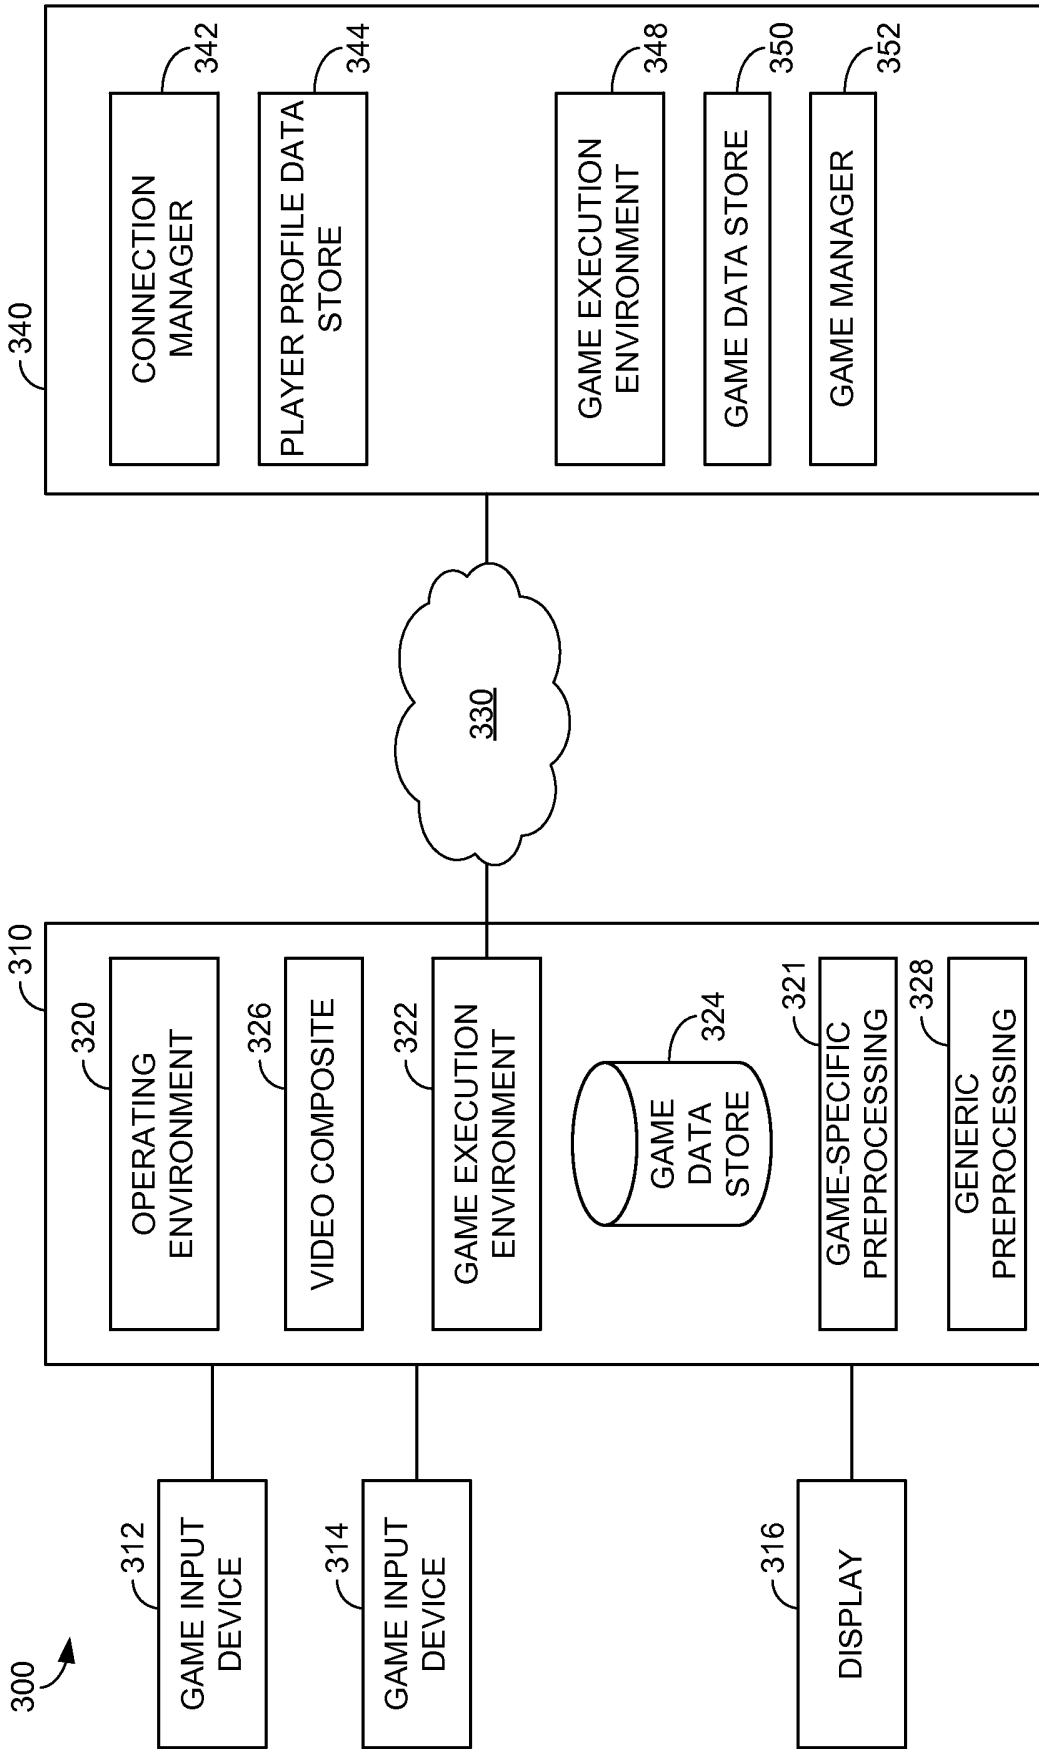 300
312
GAME INPUT
DEVICE
314
GAME INPUT
DEVICE
316
DISPLAY
310
320
OPERATING
ENVIRONMENT
326
VIDEO COMPOSITE
322
GAME EXECUTION
ENVIRONMENT
324
GAME
DATA
STORE
321
GAME-SPECIFIC
PREPROCESSING
328
GENERIC
PREPROCESSING
330
340
342
CONNECTION
MANAGER
344
PLAYER PROFILE DATA
STORE
348
GAME EXECUTION
ENVIRONMENT
350
GAME DATA STORE
352
GAME MANAGER